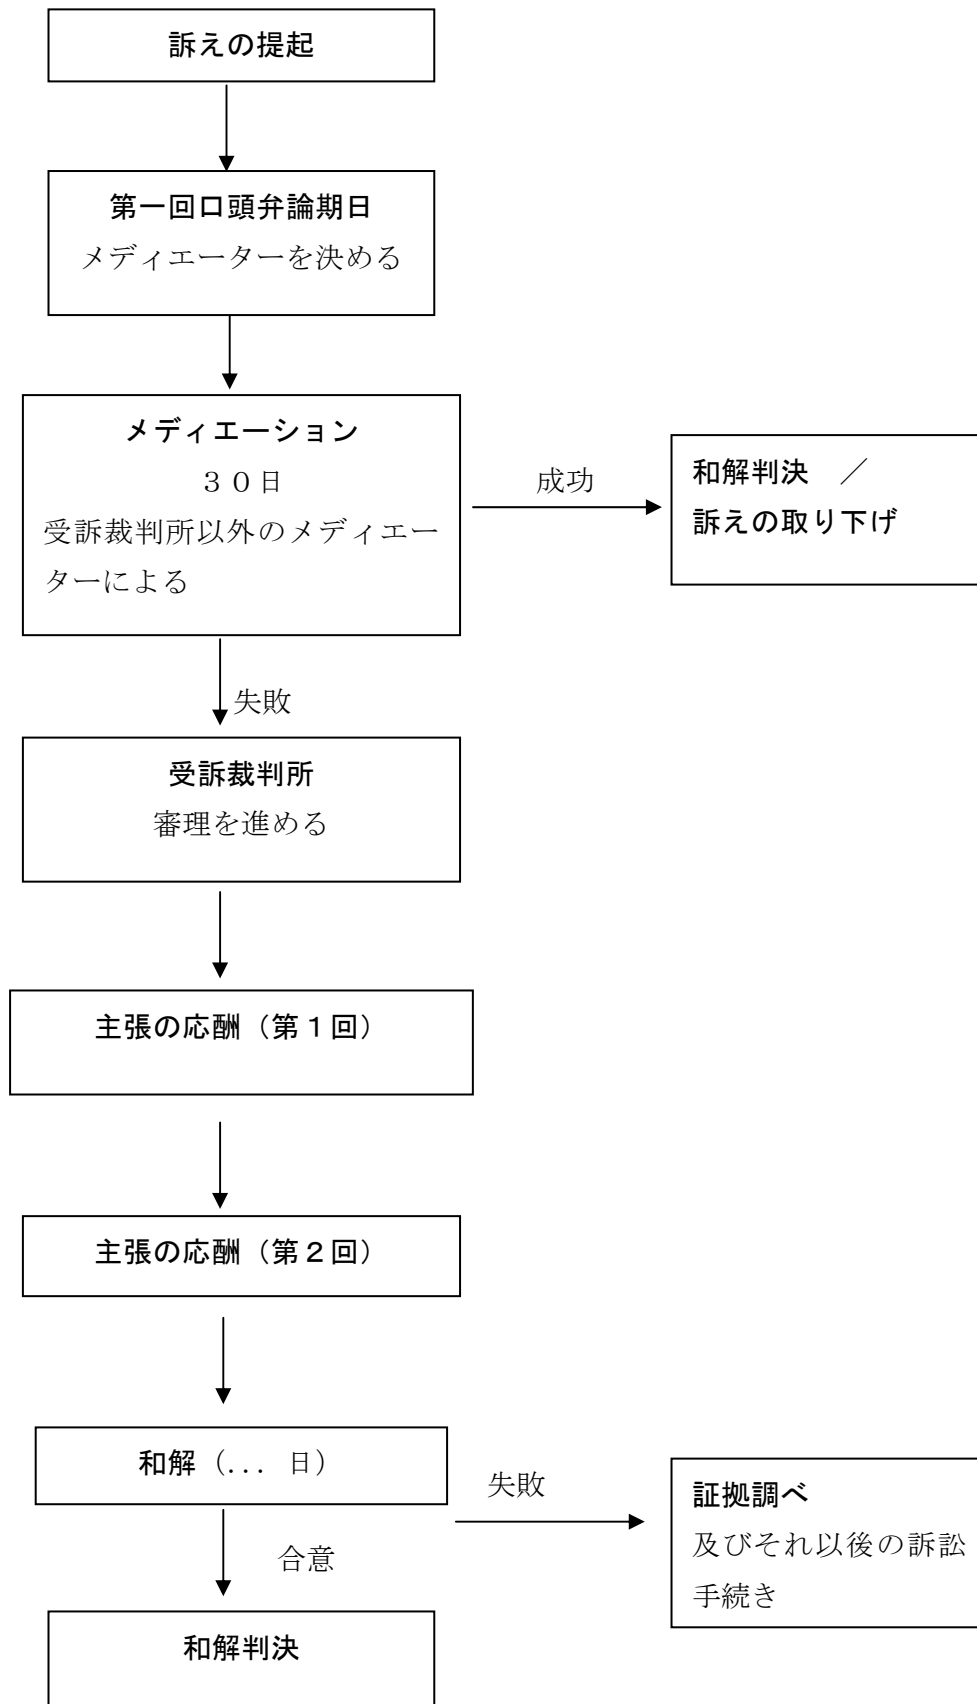 訴えの提起
第一回口頭弁論期日
メディエーターを決める
メディエーション
３０日
受訴裁判所以外のメディエー
ターによる
成功
和解判決　／
訴えの取り下げ
失敗
受訴裁判所
審理を進める
主張の応酬（第１回）
主張の応酬（第２回）
和解（... 日）
失敗
証拠調べ
及びそれ以後の訴訟
手続き
合意
和解判決